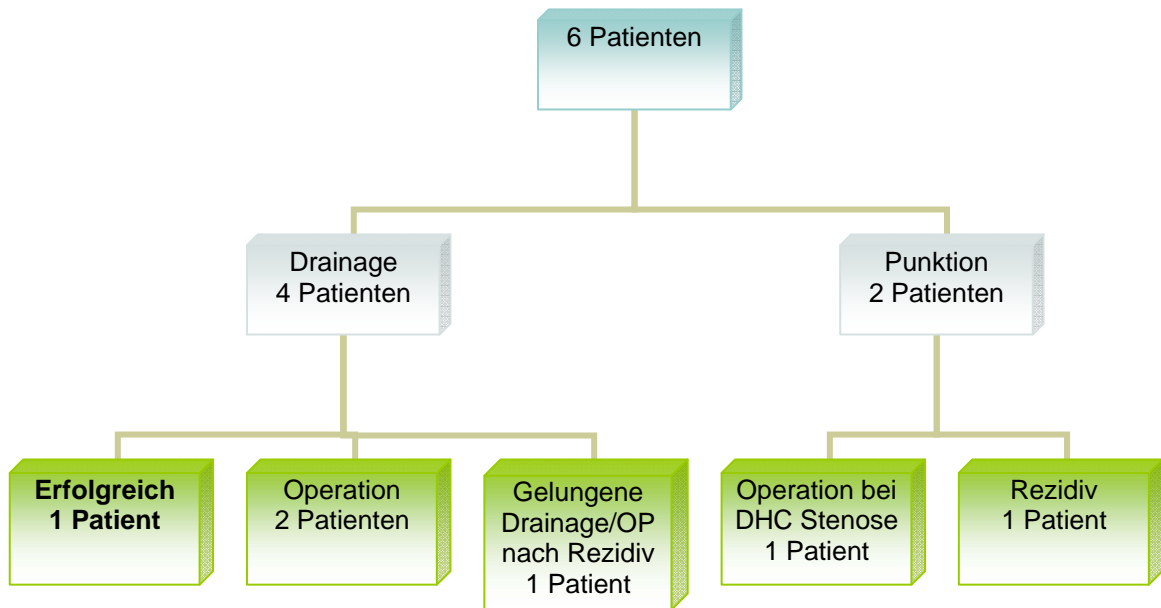 6 Patienten
Drainage
4 Patienten
Punktion
2 Patienten
Erfolgreich
1 Patient
Operation
2 Patienten
Gelungene
Drainage/OP
nach Rezidiv
1 Patient
Operation bei
DHC Stenose
1 Patient
Rezidiv
1 Patient